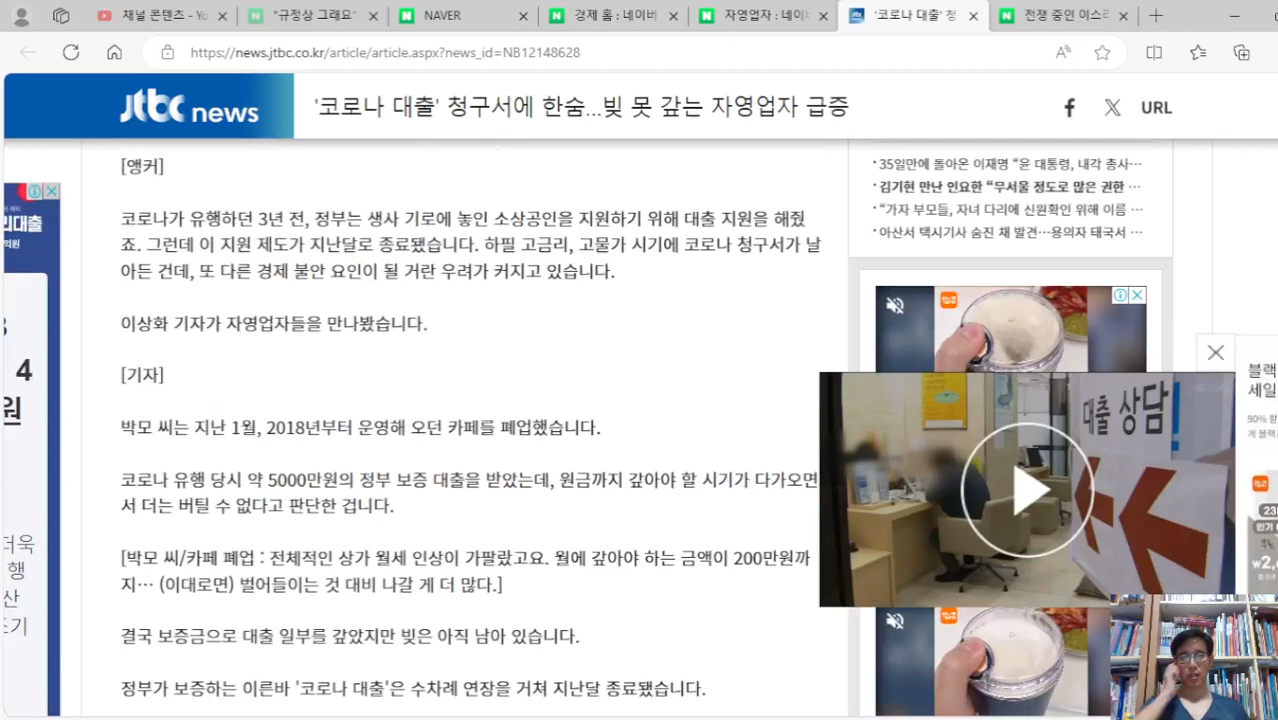 채널 콘텐츠 - Yo
"규정상 그래요"
NAVER
경제 홈 : 네이버
자영업자 : 네이버
'코로나 대출' 청
전쟁 중인 이스라
https://news.jtbc.co.kr/article/article.aspx?news_id=NB12148628
jtbc news
'코로나 대출' 청구서에 한숨...빚 못 갚는 자영업자 급증
URL
[앵커]
코로나가 유행하던 3년 전, 정부는 생사 기로에 놓인 소상공인을 지원하기 위해 대출 지원을 해줬
죠. 그런데 이 지원 제도가 지난달로 종료됐습니다. 하필 고금리, 고물가 시기에 코로나 청구서가 날
아든 건데, 또 다른 경제 불안 요인이 될 거란 우려가 커지고 있습니다.
이상화 기자가 자영업자들을 만나봤습니다.
[기자]
박모 씨는 지난 1월, 2018년부터 운영해 오던 카페를 폐업했습니다.
코로나 유행 당시 약 5000만원의 정부 보증 대출을 받았는데, 원금까지 갚아야 할 시기가 다가오면
서 더는 버틸 수 없다고 판단한 겁니다.
[박모 씨/카페 폐업 : 전체적인 상가 월세 인상이 가팔랐고요. 월에 갚아야 하는 금액이 200만원까
지… (이대로면) 벌어들이는 것 대비 나갈 게 더 많다.]
결국 보증금으로 대출 일부를 갚았지만 빚은 아직 남아 있습니다.
정부가 보증하는 이른바 '코로나 대출'은 수차례 연장을 거쳐 지난달 종료됐습니다.
35일만에 돌아온 이재명 "윤 대통령, 내각 총사…
김기현 만난 인요한 "무서울 정도로 많은 권한 …
"가자 부모들, 자녀 다리에 신원확인 위해 이름 …
아산서 택시기사 숨진 채 발견…용의자 태국서 …
대출 상담
리대출
4
원
더욱
행
산
블랙
세일
90% 할
게 블랙
인기